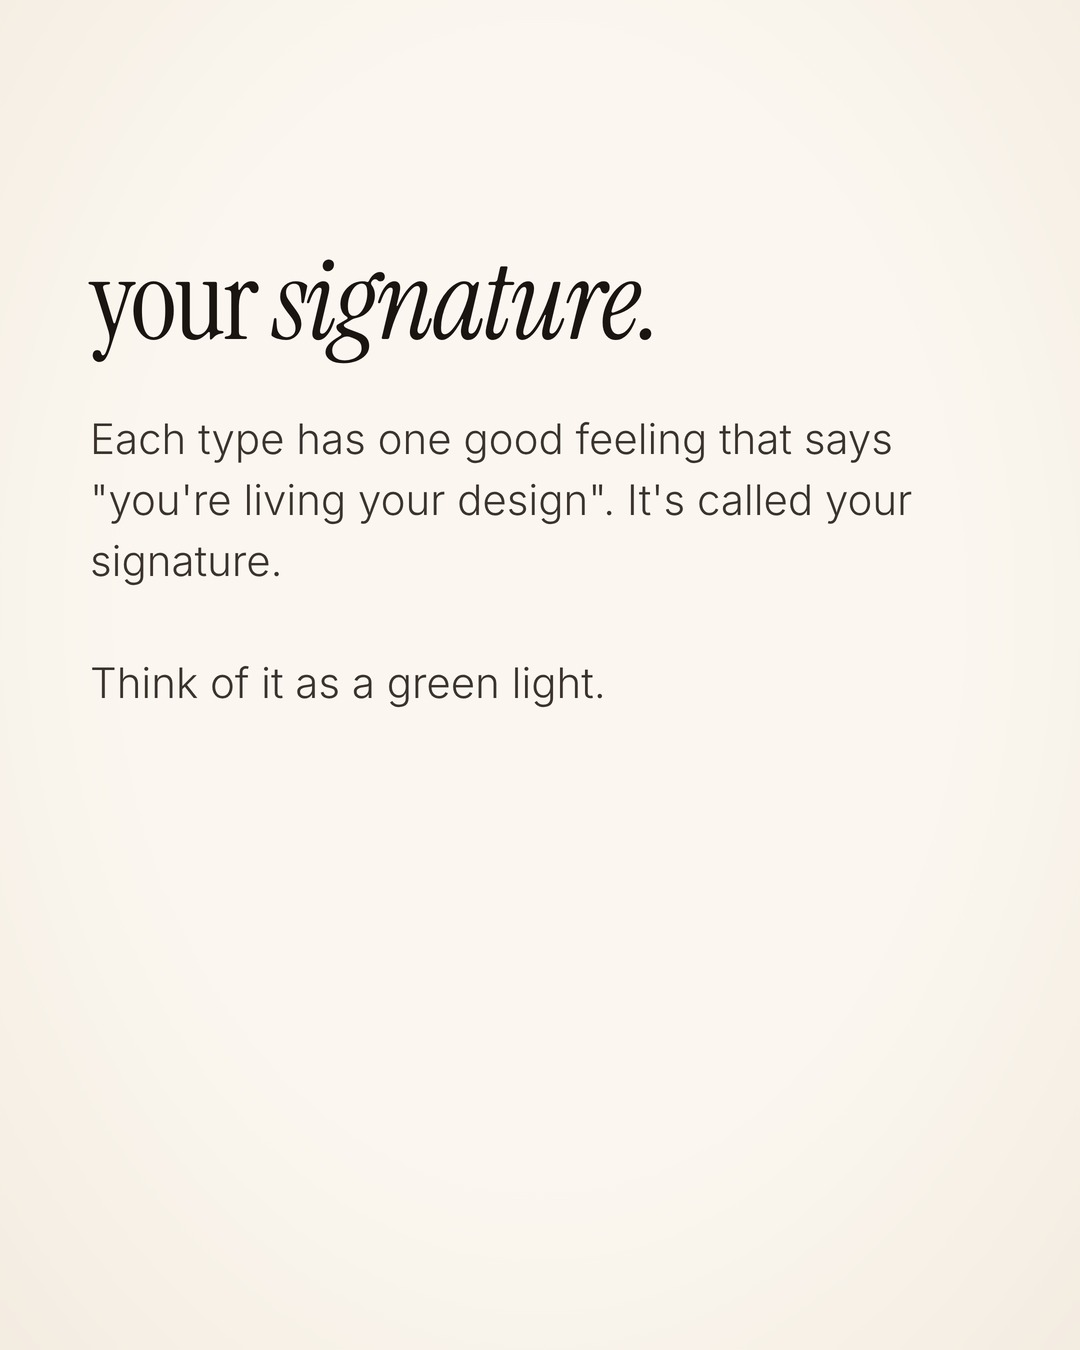 your signature.
Each type has one good feeling that says
"you're living your design". It's called your
signature.
Think of it as a green light.